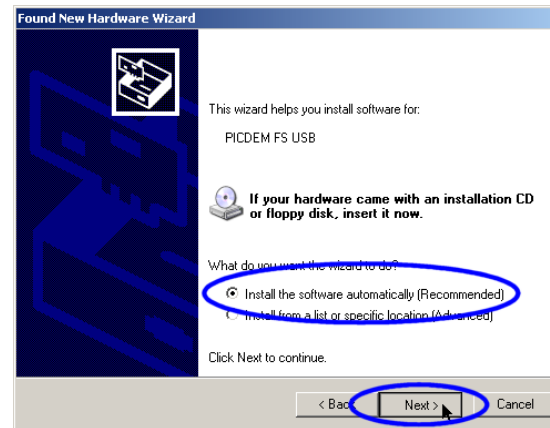 Found New Hardware Wizard
This wizard helps you install software for:
PICDEM FS USB
If your hardware came with an installation CD
or floppy disk, insert it now.
What do you want the wizard to do?
Install the software automatically (Recommended)
Install from a list or specific location (Advanced)
Click Next to continue.
< Back
Next >
Cancel